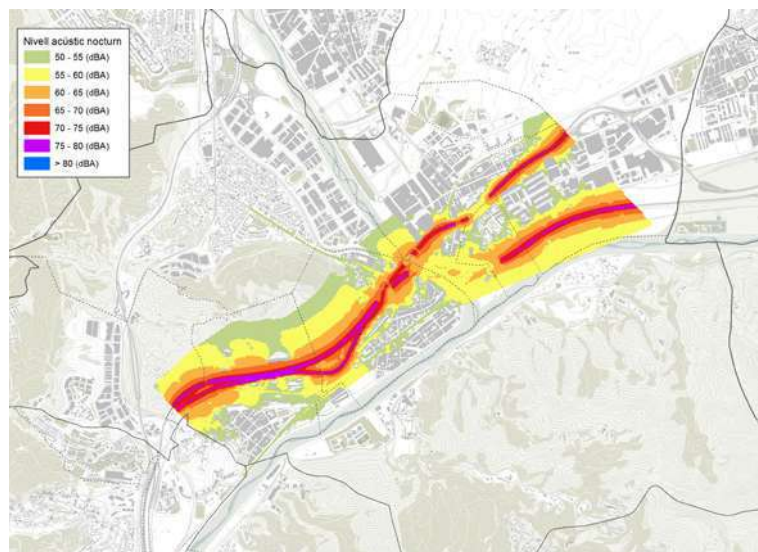 Nivell acústic nocturn
50 - 55 (dBA)
55 - 60 (dBA)
60 - 65 (dBA)
65 - 70 (dBA)
70 - 75 (dBA)
75 - 80 (dBA)
> 80 (dBA)